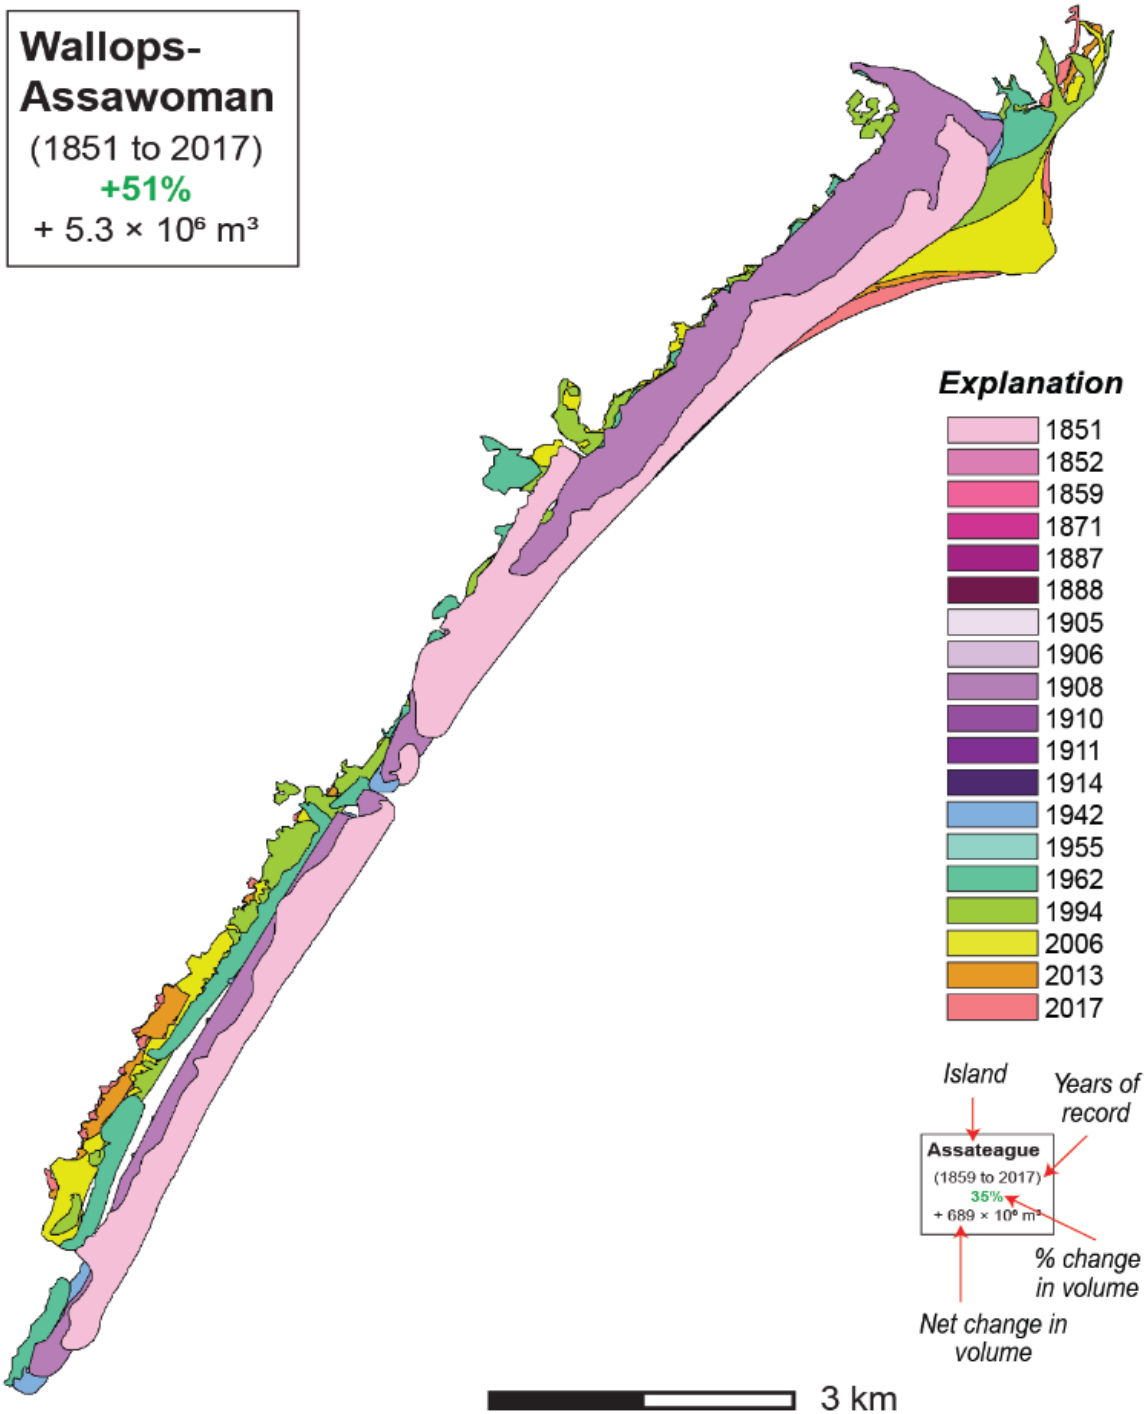 Wallops-
Assawoman
(1851 to 2017)
+51%
+ 5.3 × 10⁶ m³
Explanation
1851
1852
1859
1871
1887
1888
1905
1906
1908
1910
1911
1914
1942
1955
1962
1994
2006
2013
2017
Island
Years of
record
Assateague
(1859 to 2017)
35%
+ 689 × 10⁶ m³
% change
in volume
Net change in
volume
3 km